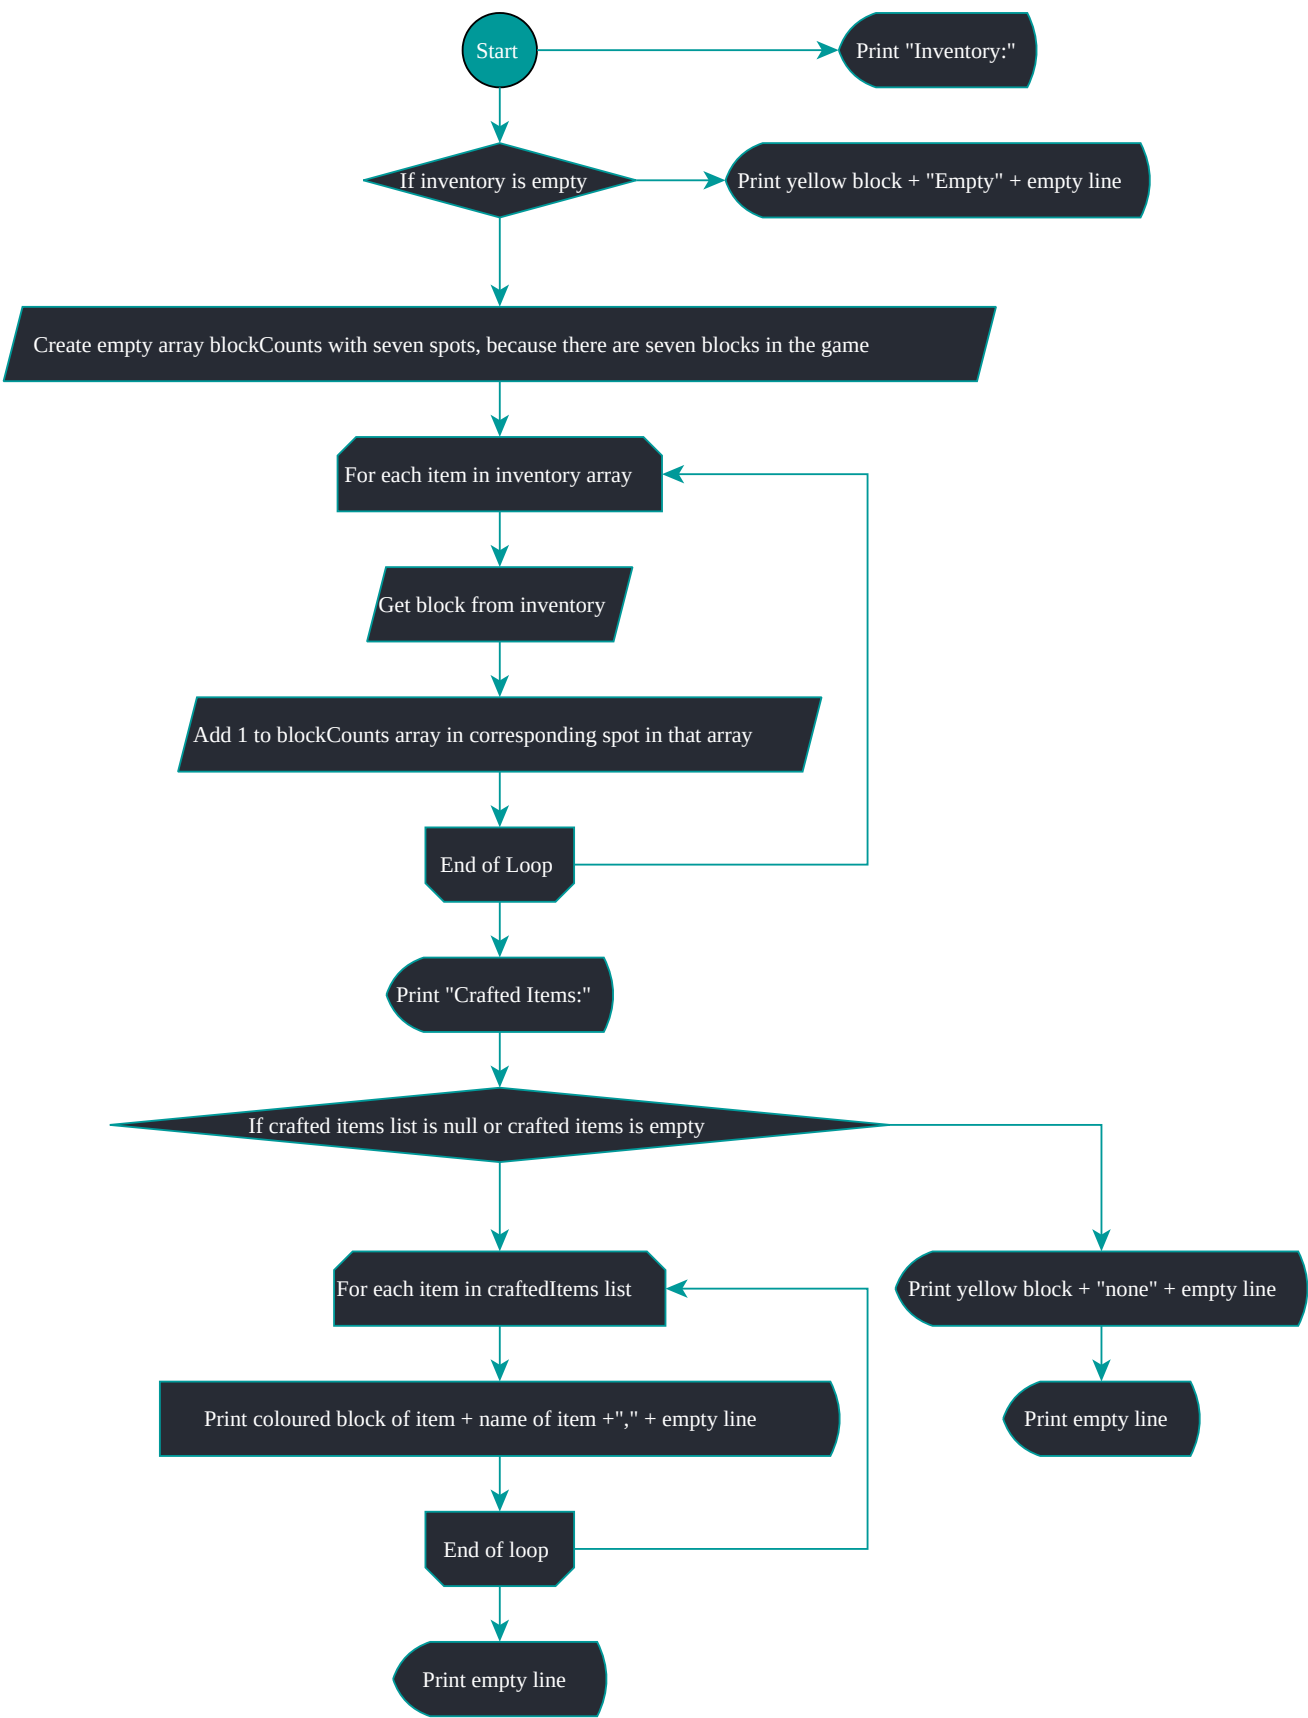 Start
Print "Inventory:"
If inventory is empty
Print yellow block + "Empty" + empty line
Create empty array blockCounts with seven spots, because there are seven blocks in the game
For each item in inventory array
Get block from inventory
Add 1 to blockCounts array in corresponding spot in that array
End of Loop
Print "Crafted Items:"
If crafted items list is null or crafted items is empty
For each item in craftedItems list
Print yellow block + "none" + empty line
Print coloured block of item + name of item +"," + empty line
Print empty line
End of loop
Print empty line